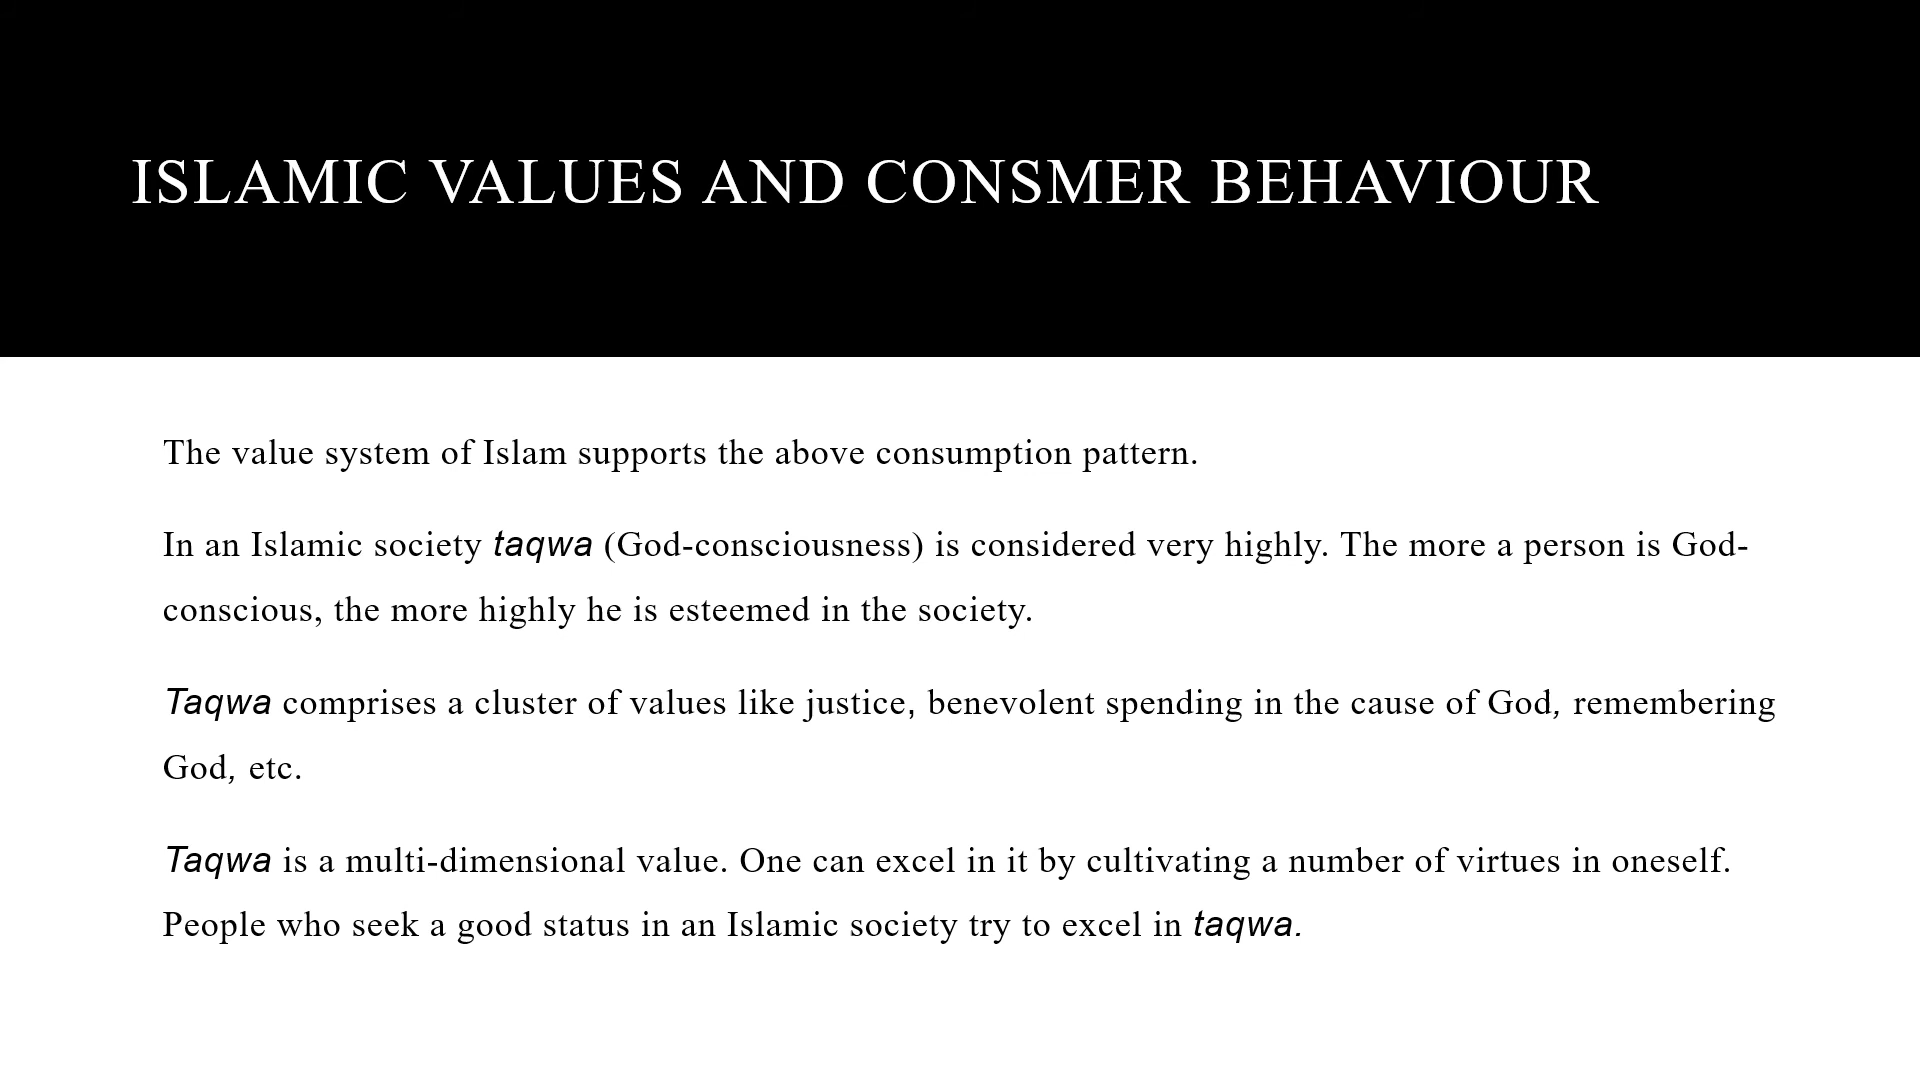 ISLAMIC VALUES AND CONSMER BEHAVIOUR
The value system of Islam supports the above consumption pattern.
In an Islamic society taqwa (God-consciousness) is considered very highly. The more a person is God-
conscious, the more highly he is esteemed in the society.
Taqwa comprises a cluster of values like justice, benevolent spending in the cause of God, remembering
God, etc.
Taqwa is a multi-dimensional value. One can excel in it by cultivating a number of virtues in oneself.
People who seek a good status in an Islamic society try to excel in taqwa.